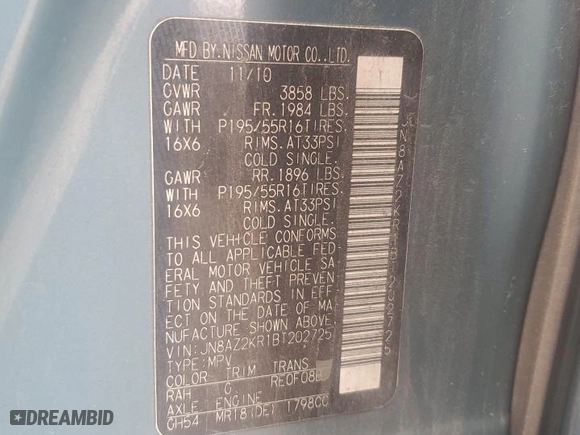 MFD BY.NISSAN MOTOR CO.,LTD.
DATE 11/10
GVWR 3858 LBS.
GAWR FR. 1984 LBS.
WITH P195/55R16TIRES.
16X6 RIMS. AT33PSI
COLD SINGLE.
GAWR RR. 1896 LBS.
WITH P195/55R16TIRES.
16X6 RIMS. AT33PSI
COLD SINGLE.
THIS VEHICLE CONFORMS
TO ALL APPLICABLE FED-
ERAL MOTOR VEHICLE SA-
FETY AND THEFT PREVEN-
TION STANDARDS IN EFF-
ECT ON THE DATE OF MA-
NUFACTURE SHOWN ABOVE.
VIN:JN8AZ2KR1BT202725
TYPE:MPV
COLOR TRIM TRANS
RAH G RE0F08B
AXLE ENGINE
GH54 MR18(DE) 1798CC
JN8AZ2KR1BT202725
DREAMBID